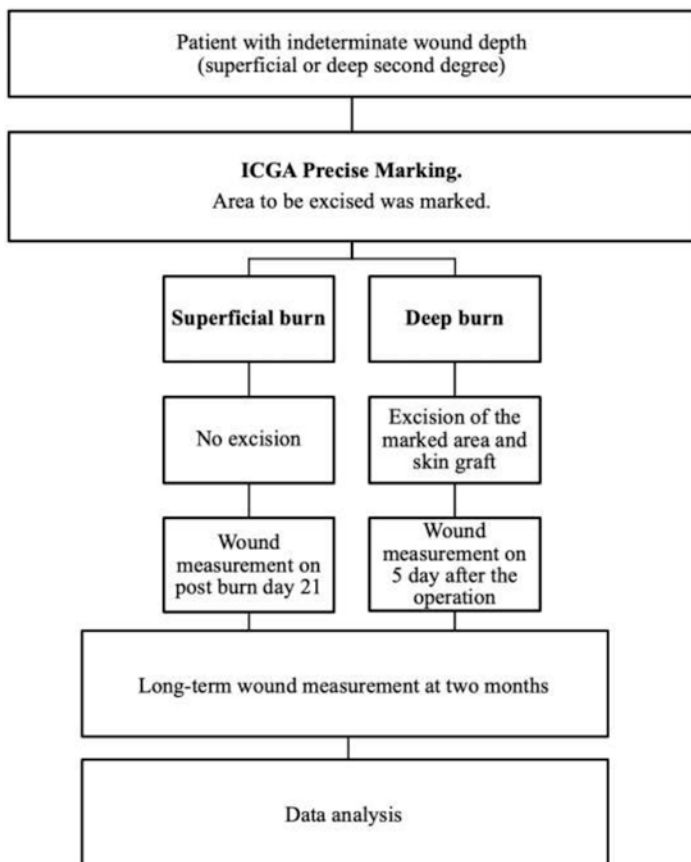 Patient with indeterminate wound depth
(superficial or deep second degree)
ICGA Precise Marking.
Area to be excised was marked.
Superficial burn
Deep burn
No excision
Excision of the
marked area and
skin graft
Wound
measurement on
post burn day 21
Wound
measurement on
5 day after the
operation
Long-term wound measurement at two months
Data analysis